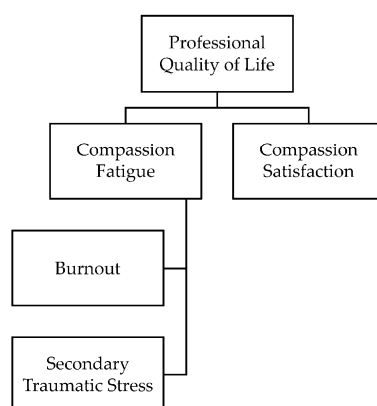 Professional
Quality of Life
Compassion
Fatigue
Compassion
Satisfaction
Burnout
Secondary
Traumatic Stress